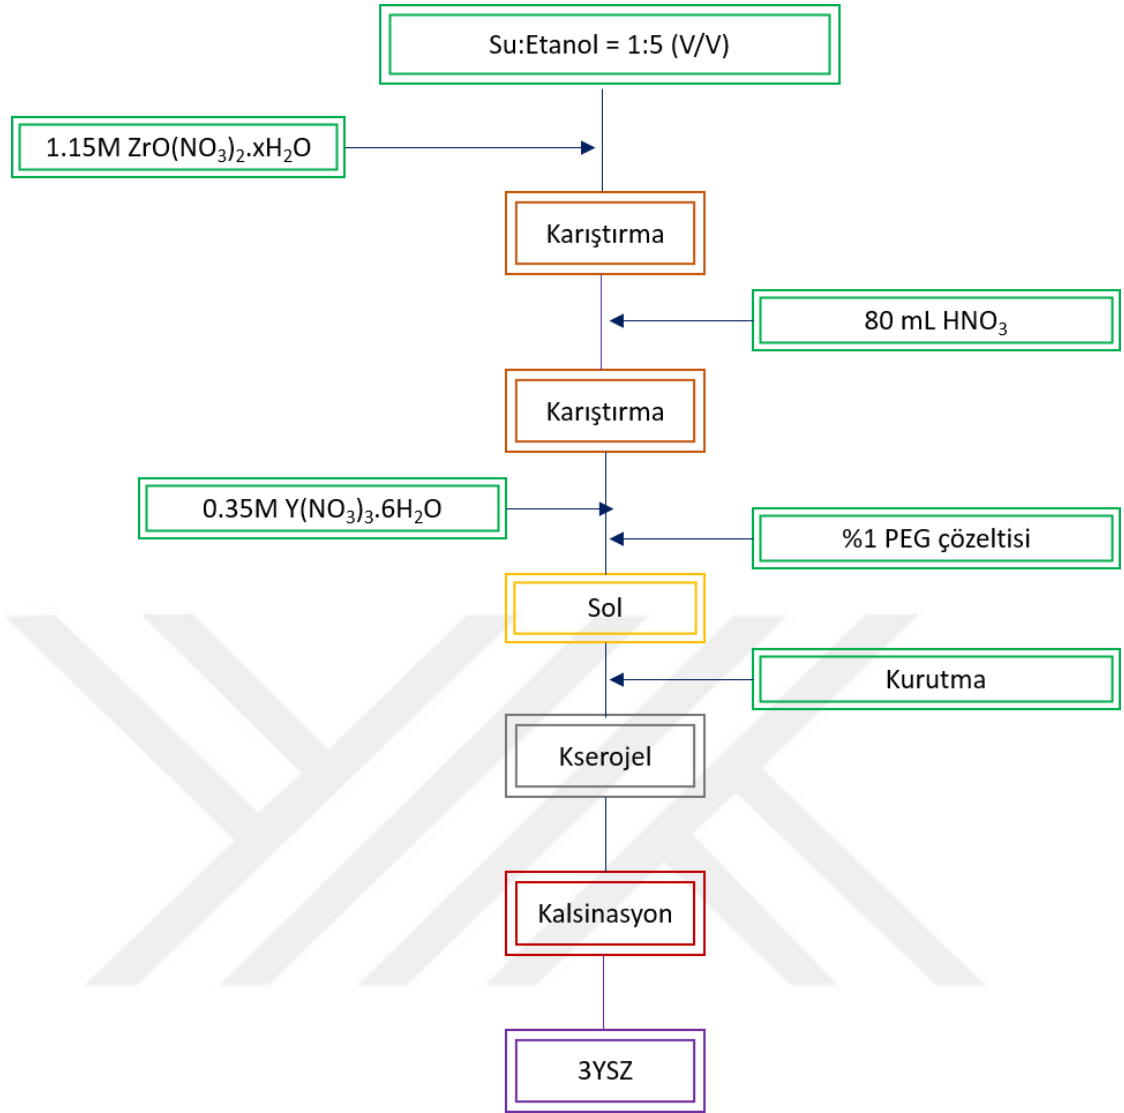 Su:Etanol = 1:5 (V/V)
1.15M ZrO(NO₃)₂.xH₂O
Karıştırma
80 mL HNO₃
Karıştırma
0.35M Y(NO₃)₃.6H₂O
%1 PEG çözeltisi
Sol
Kurutma
Kserojel
Kalsinasyon
3YSZ